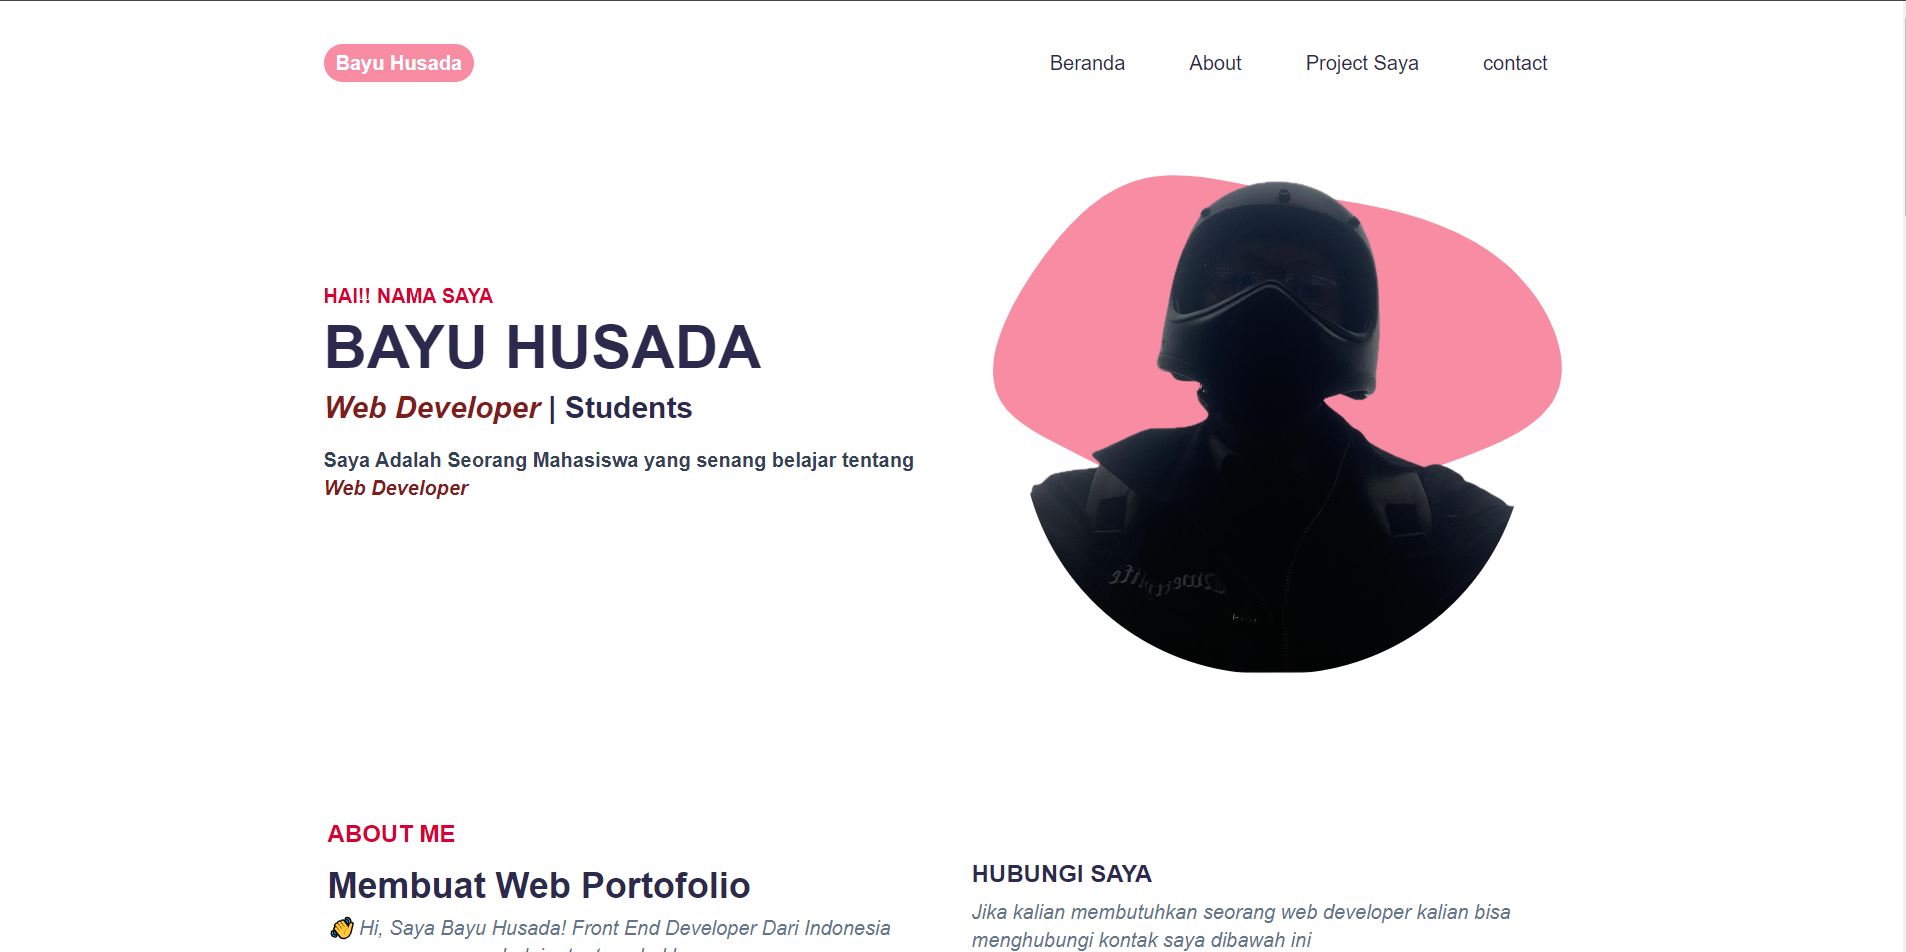 Bayu Husada
Beranda
About
Project Saya
contact
HAI!! NAMA SAYA
BAYU HUSADA
Web Developer | Students
Saya Adalah Seorang Mahasiswa yang senang belajar tentang
Web Developer
ABOUT ME
Membuat Web Portofolio
👋 Hi, Saya Bayu Husada! Front End Developer Dari Indonesia
HUBUNGI SAYA
Jika kalian membutuhkan seorang web developer kalian bisa
menghubungi kontak saya dibawah ini